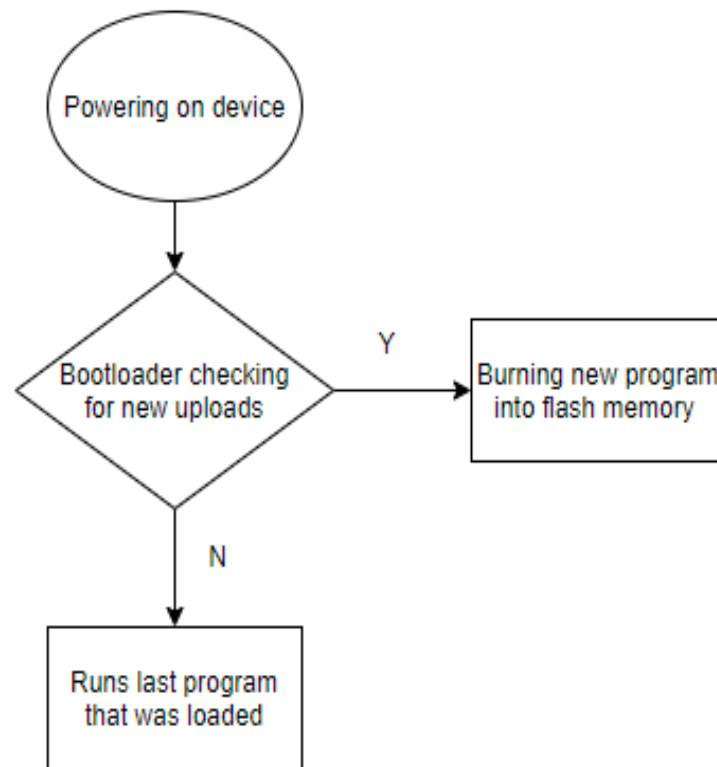 Powering on device
Bootloader checking
for new uploads
Y
Burning new program
into flash memory
N
Runs last program
that was loaded